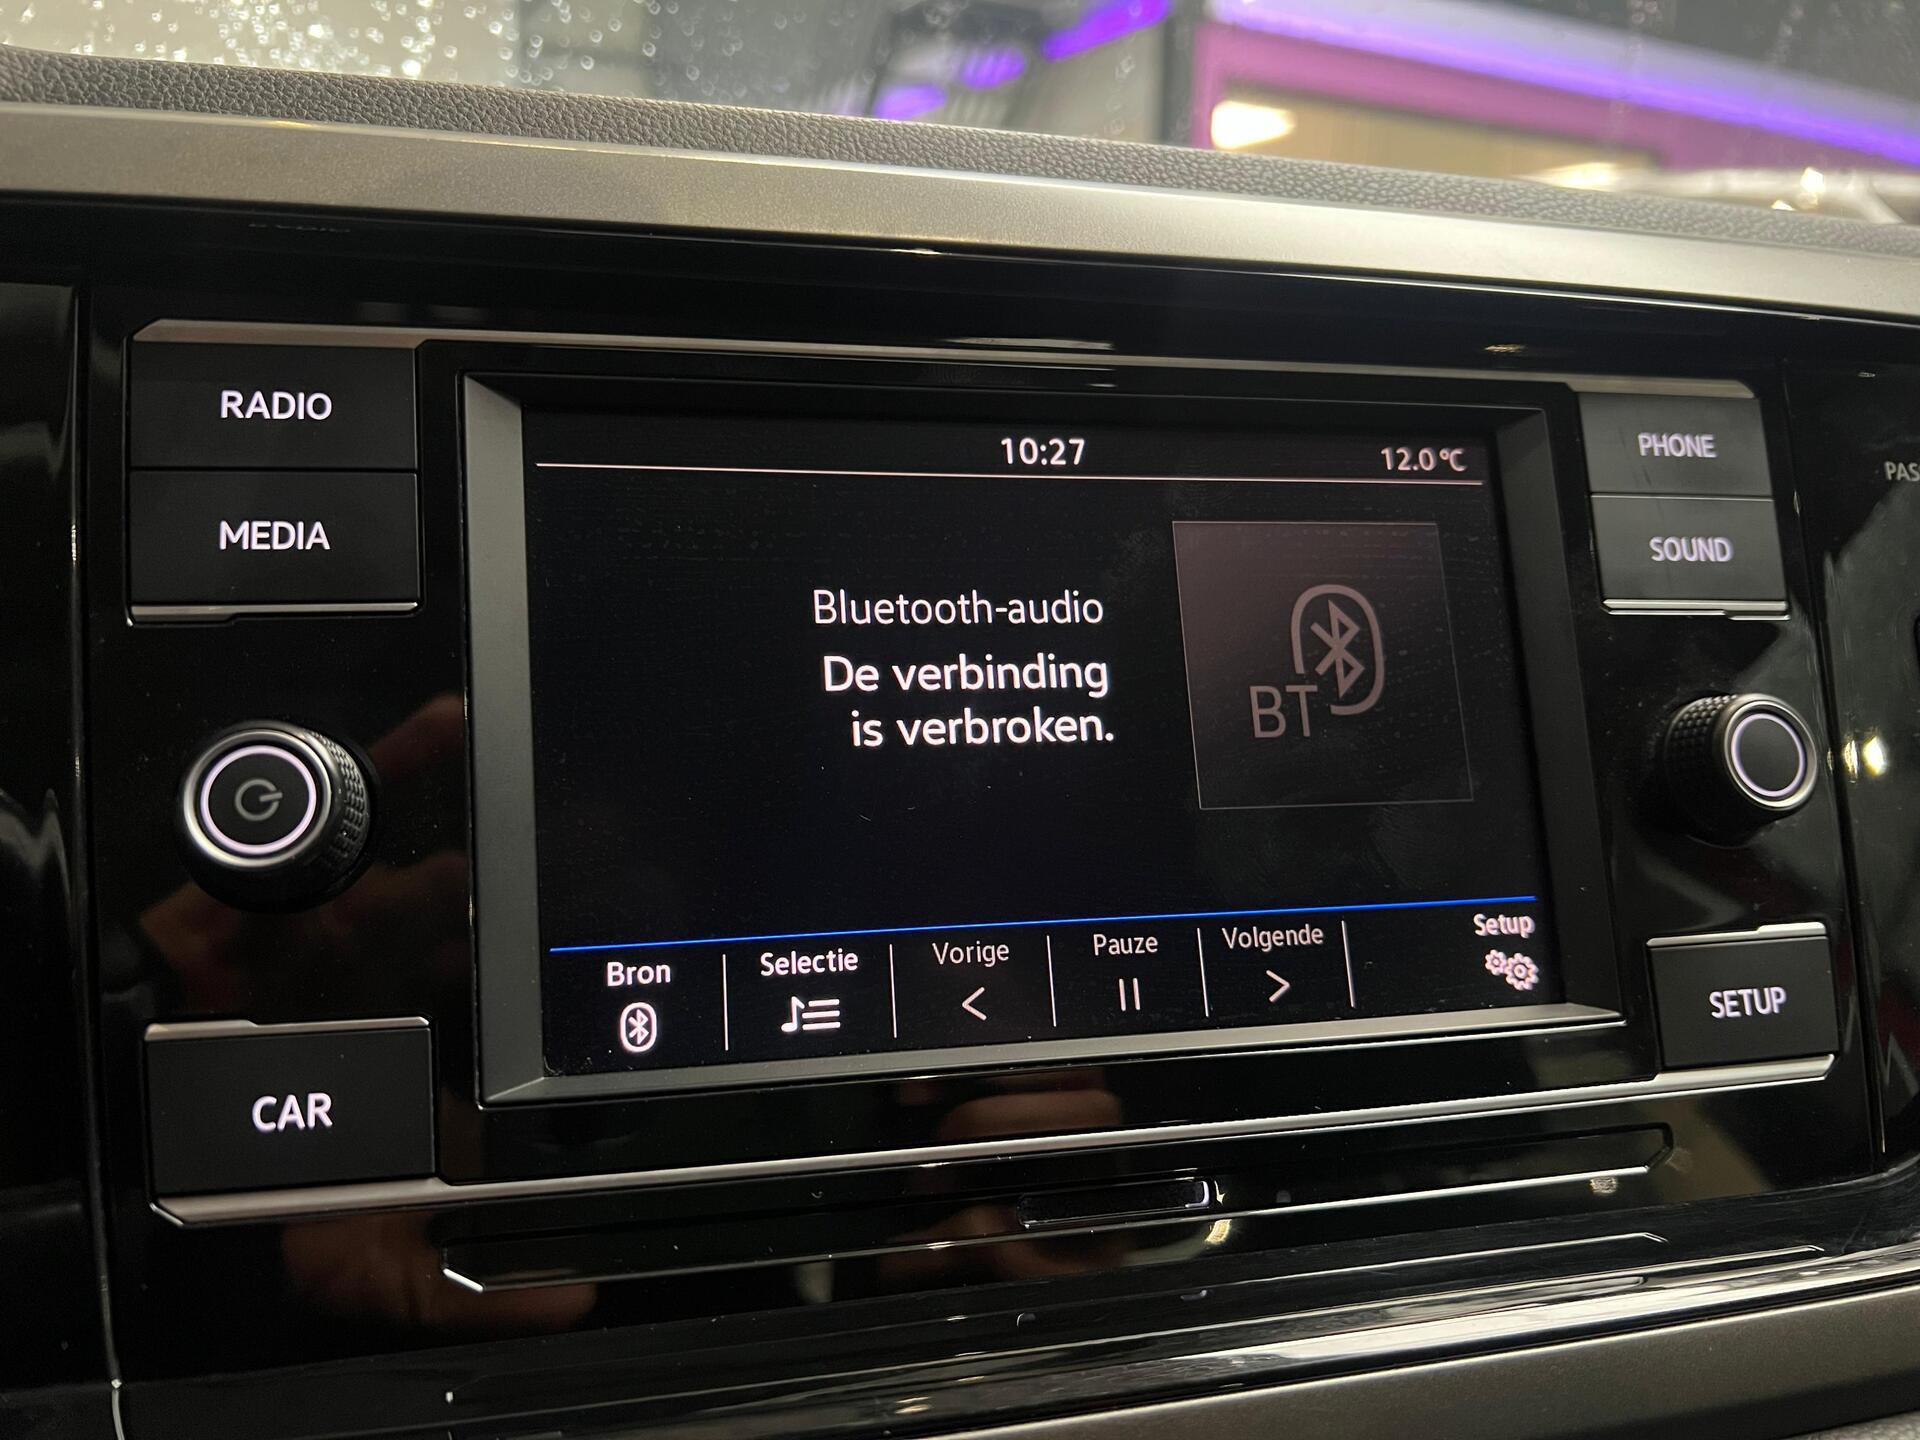 RADIO
MEDIA
CAR
10:27
12.0 °C
Bluetooth-audio
De verbinding
is verbroken.
BT
Bron
Selectie
Vorige
Pauze
Volgende
Setup
PHONE
SOUND
SETUP